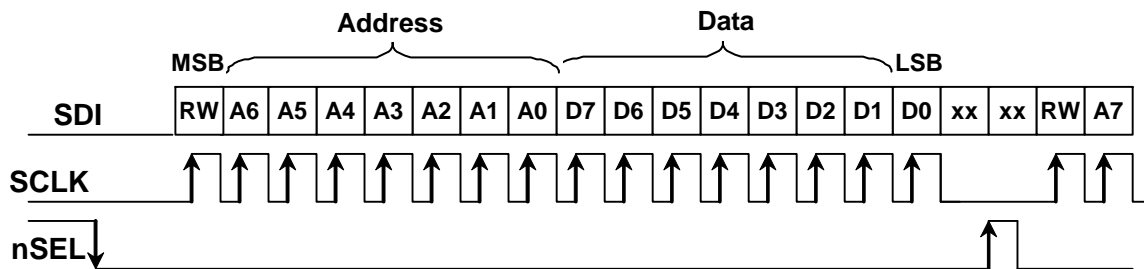 Address Data
MSB LSB
SDI RW A6 A5 A4 A3 A2 A1 A0 D7 D6 D5 D4 D3 D2 D1 D0 xx xx RW A7
SCLK
nSEL